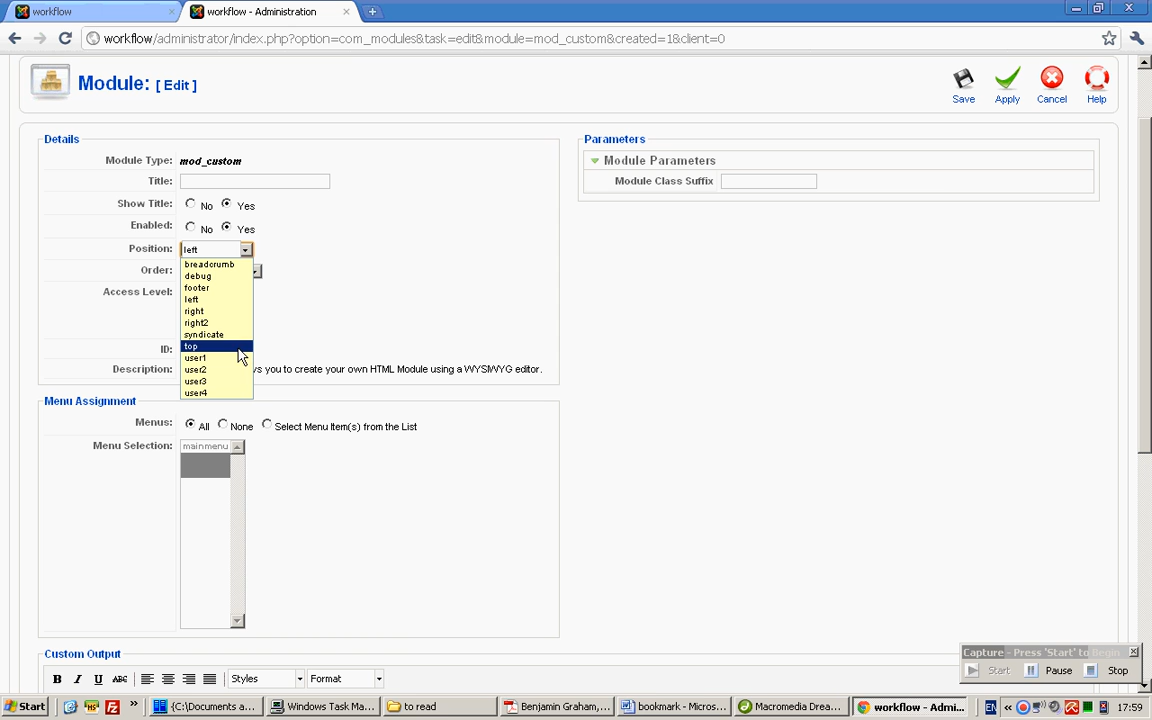 workflow
workflow - Administration
workflow/administrator/index.php?option=com_modules&task=edit&module=mod_custom&created=1&client=0
Module: [ Edit ]
Save
Apply
Cancel
Help
Details
Module Type: mod_custom
Title:
Show Title: No Yes
Enabled: No Yes
Position: left
breadcrumb
debug
footer
left
right
right2
syndicate
top
user1
user2
user3
user4
Order:
Access Level:
ID:
Description: vs you to create your own HTML Module using a WYSIWYG editor.
Parameters
Module Parameters
Module Class Suffix
Menu Assignment
Menus: All None Select Menu Item(s) from the List
Menu Selection: mainmenu
Custom Output
B I U ABC Styles Format
Capture - Press 'Start' to Begin
Start Pause Stop
Start {C:\Documents a... Windows Task Ma... to read Benjamin Graham,... bookmark - Micros... Macromedia Drea... workflow - Admi... EN 17:59